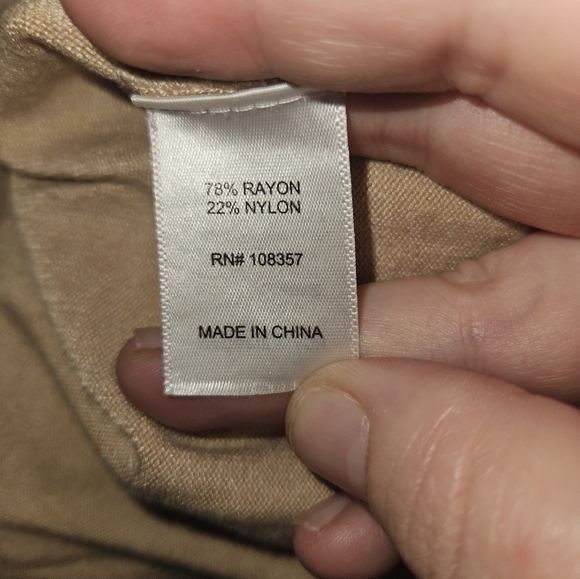 78% RAYON
22% NYLON
RN# 108357
MADE IN CHINA